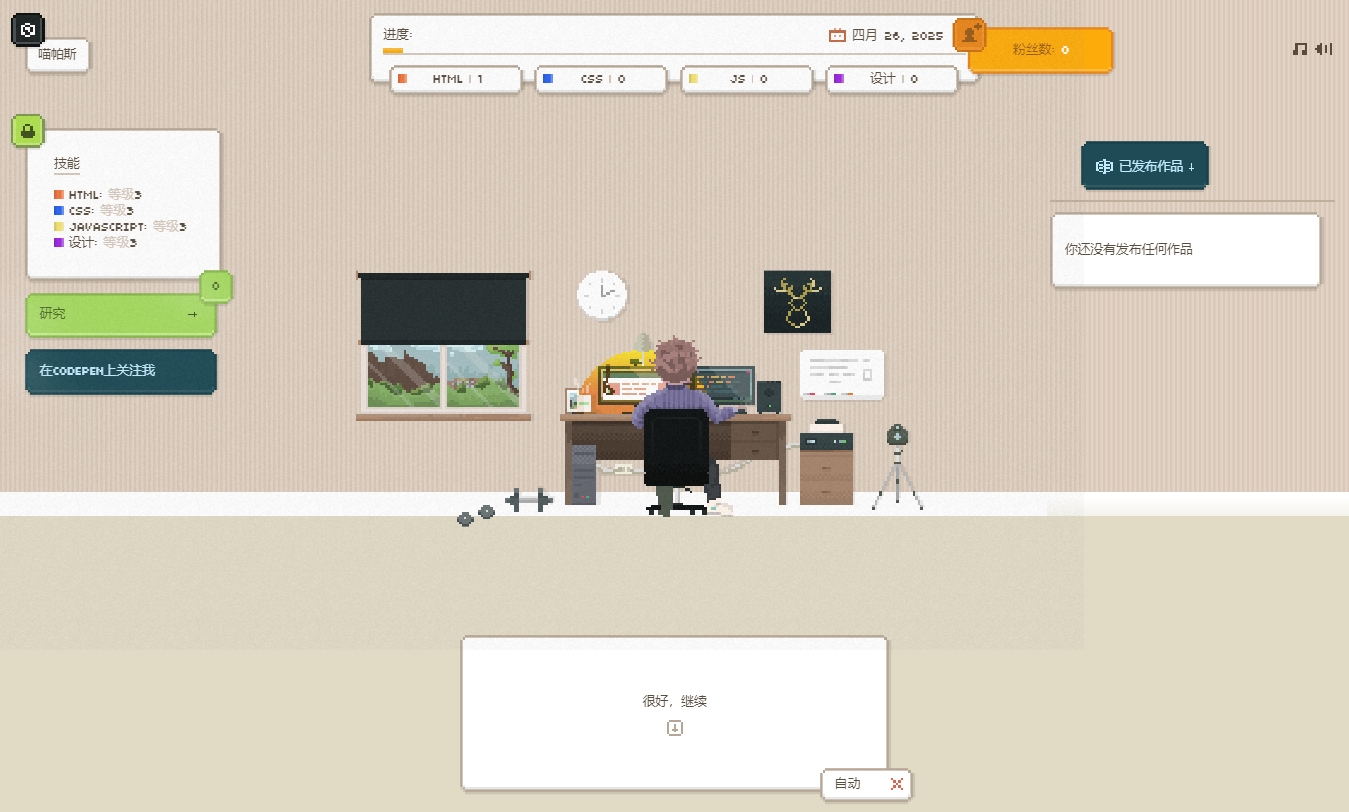 喵帕斯
进度:
四月 26, 2025
粉丝数: 0
HTML | 1
CSS | 0
JS | 0
设计 | 0
技能
HTML: 等级3
CSS: 等级3
JAVASCRIPT: 等级3
设计: 等级3
0
研究 →
在CODEPEN上关注我
已发布作品 ↓
你还没有发布任何作品
很好，继续
自动